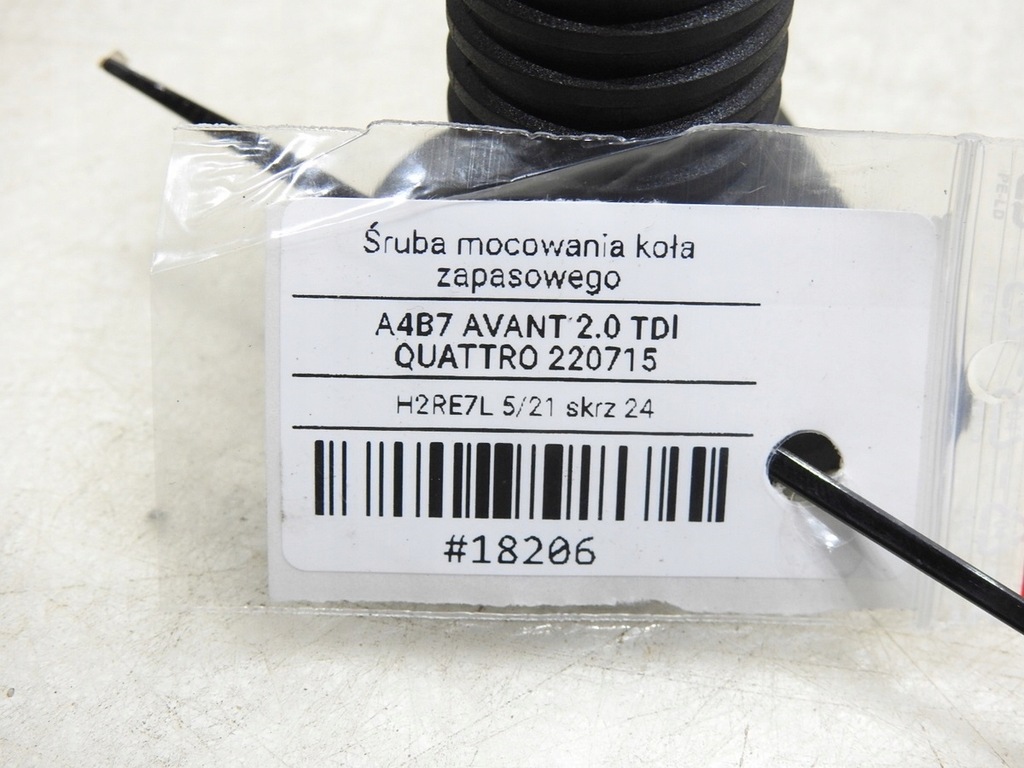 Śruba mocowania koła
zapasowego
A4B7 AVANT 2.0 TDI
QUATTRO 220715
H2RE7L 5/21 skrz 24
#18206